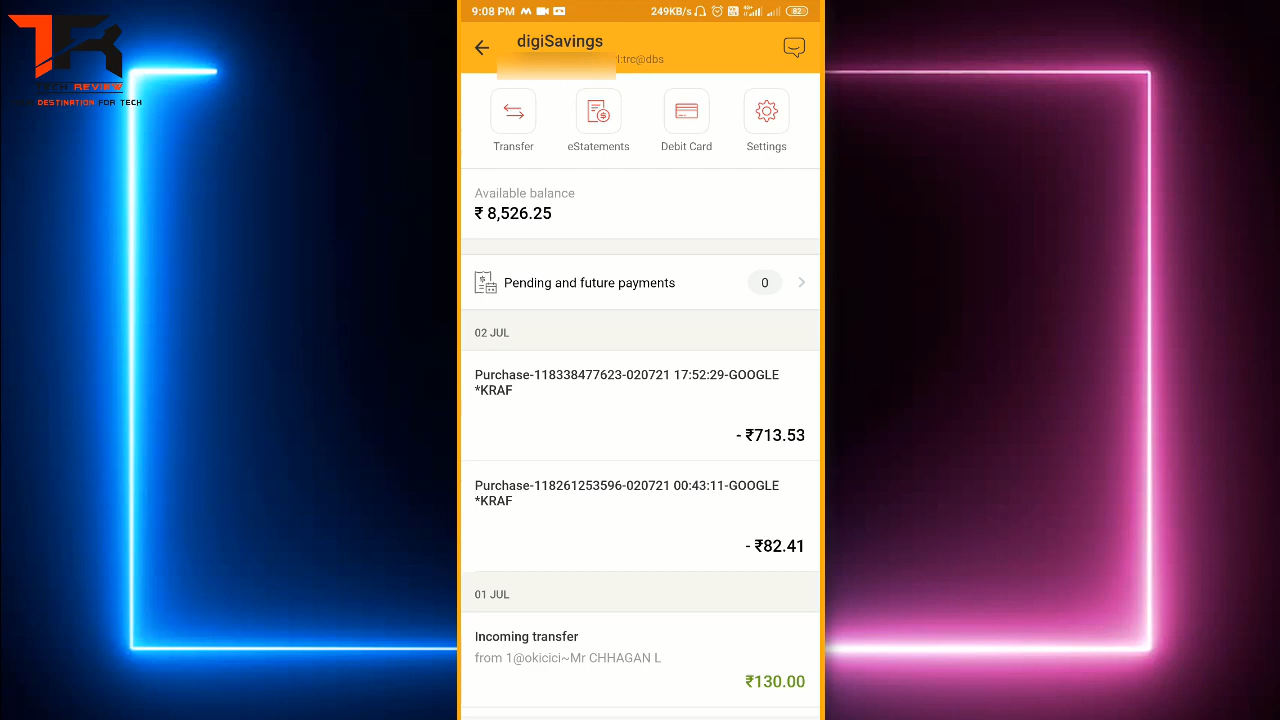 TECH REVIEW
DESTINATION FOR TECH
9:08 PM
249KB/s
4G+
82
digiSavings
l:trc@dbs
Transfer
eStatements
Debit Card
Settings
Available balance
₹ 8,526.25
Pending and future payments
0
02 JUL
Purchase-118338477623-020721 17:52:29-GOOGLE
*KRAF
- ₹713.53
Purchase-118261253596-020721 00:43:11-GOOGLE
*KRAF
- ₹82.41
01 JUL
Incoming transfer
from 1@okicici~Mr CHHAGAN L
₹130.00